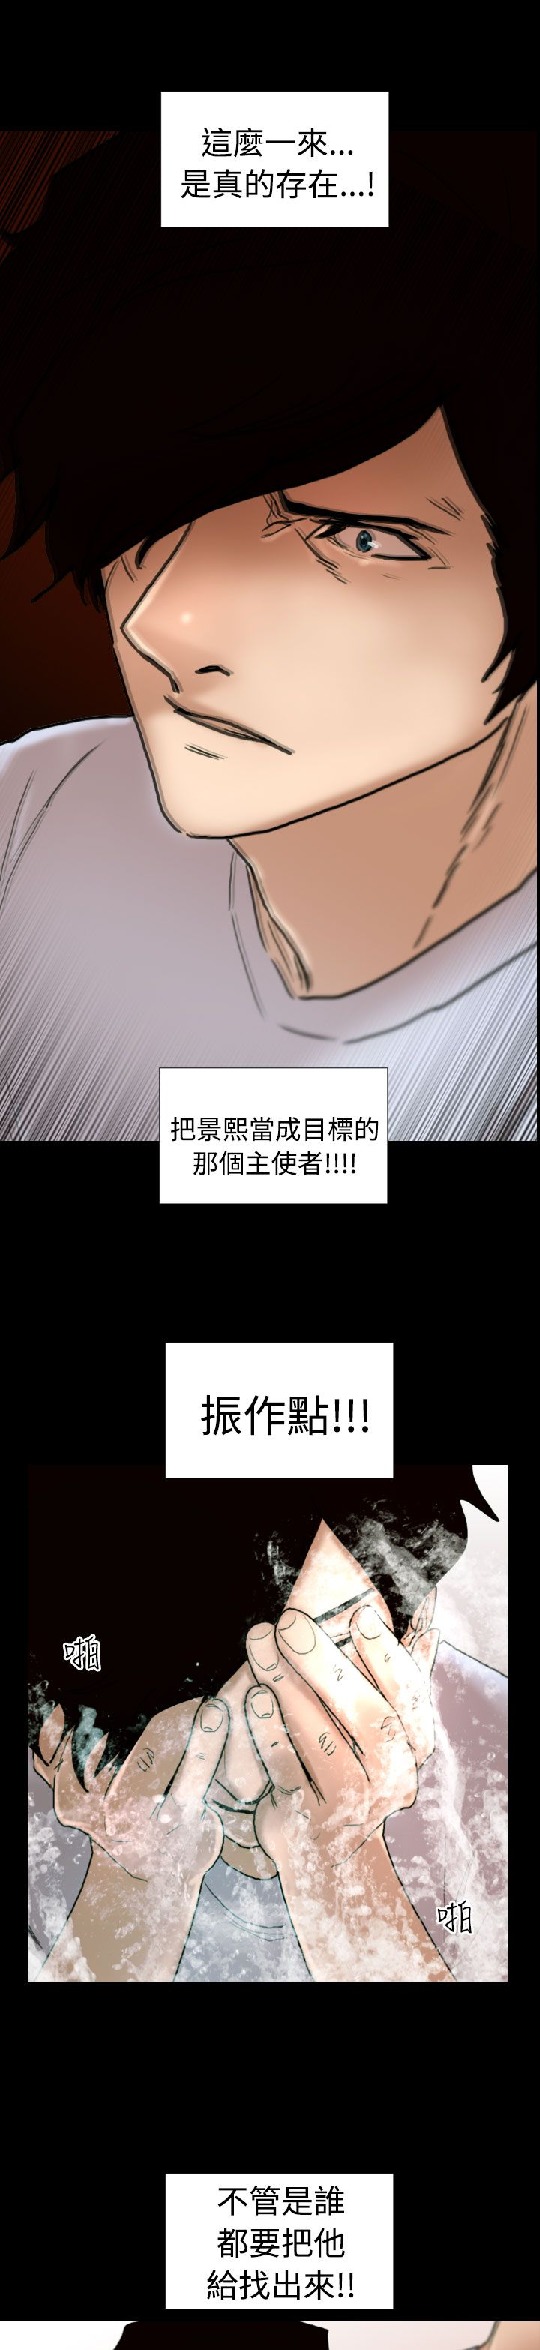 這麼一來...
是真的存在...!
把景熙當成目標的
那個主使者!!!!
振作點!!!
啪
啪
不管是誰
都要把他
給找出來!!